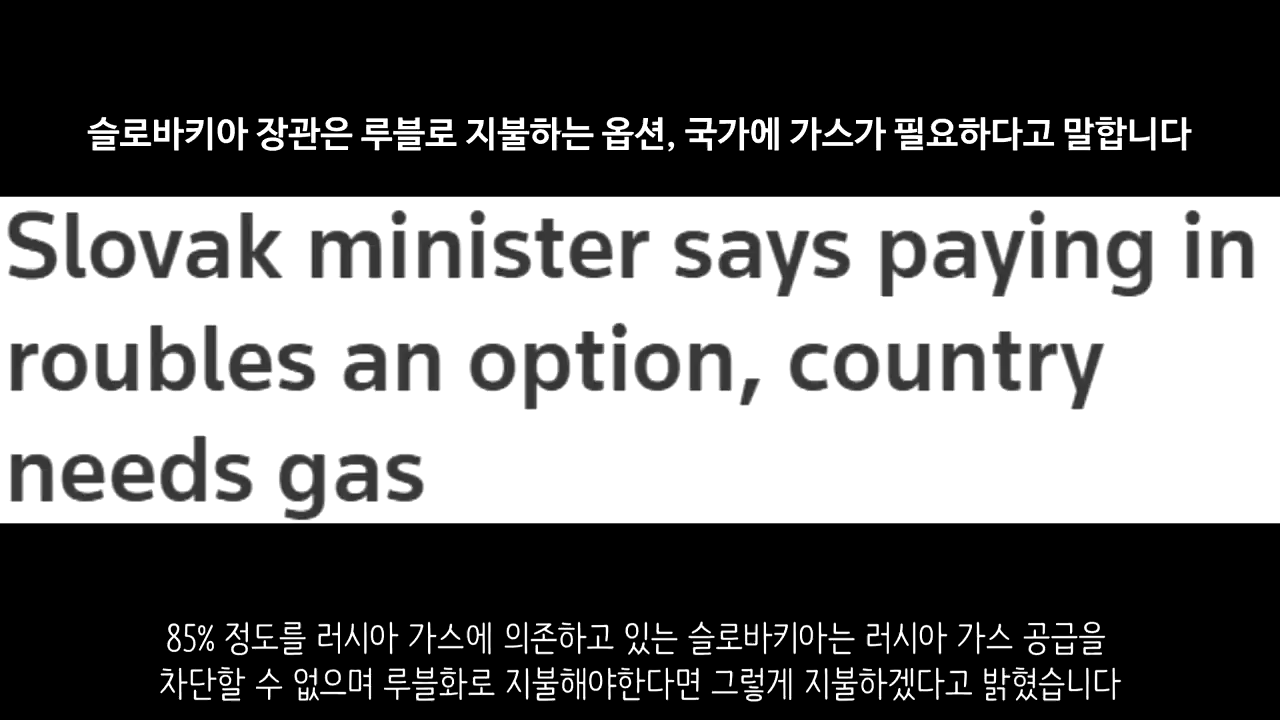 슬로바키아 장관은 루블로 지불하는 옵션, 국가에 가스가 필요하다고 말합니다
Slovak minister says paying in
roubles an option, country
needs gas
85% 정도를 러시아 가스에 의존하고 있는 슬로바키아는 러시아 가스 공급을
차단할 수 없으며 루블화로 지불해야한다면 그렇게 지불하겠다고 밝혔습니다